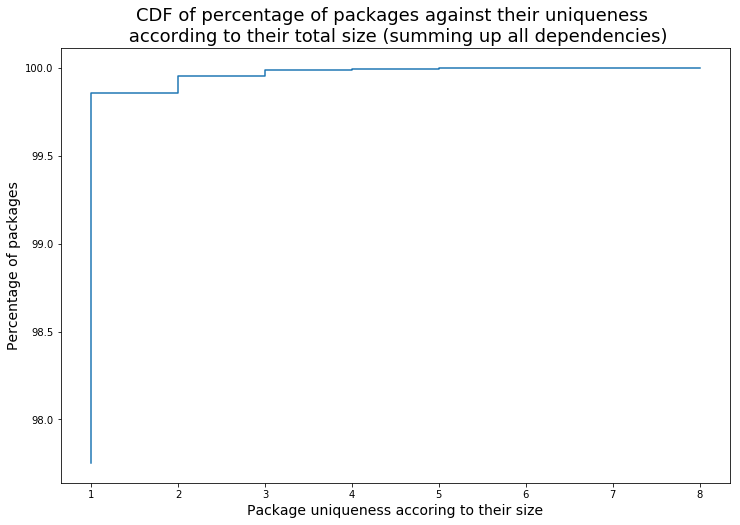 CDF of percentage of packages against their uniqueness
according to their total size (summing up all dependencies)
Percentage of packages
100.0
99.5
99.0
98.5
98.0
1 2 3 4 5 6 7 8
Package uniqueness accoring to their size